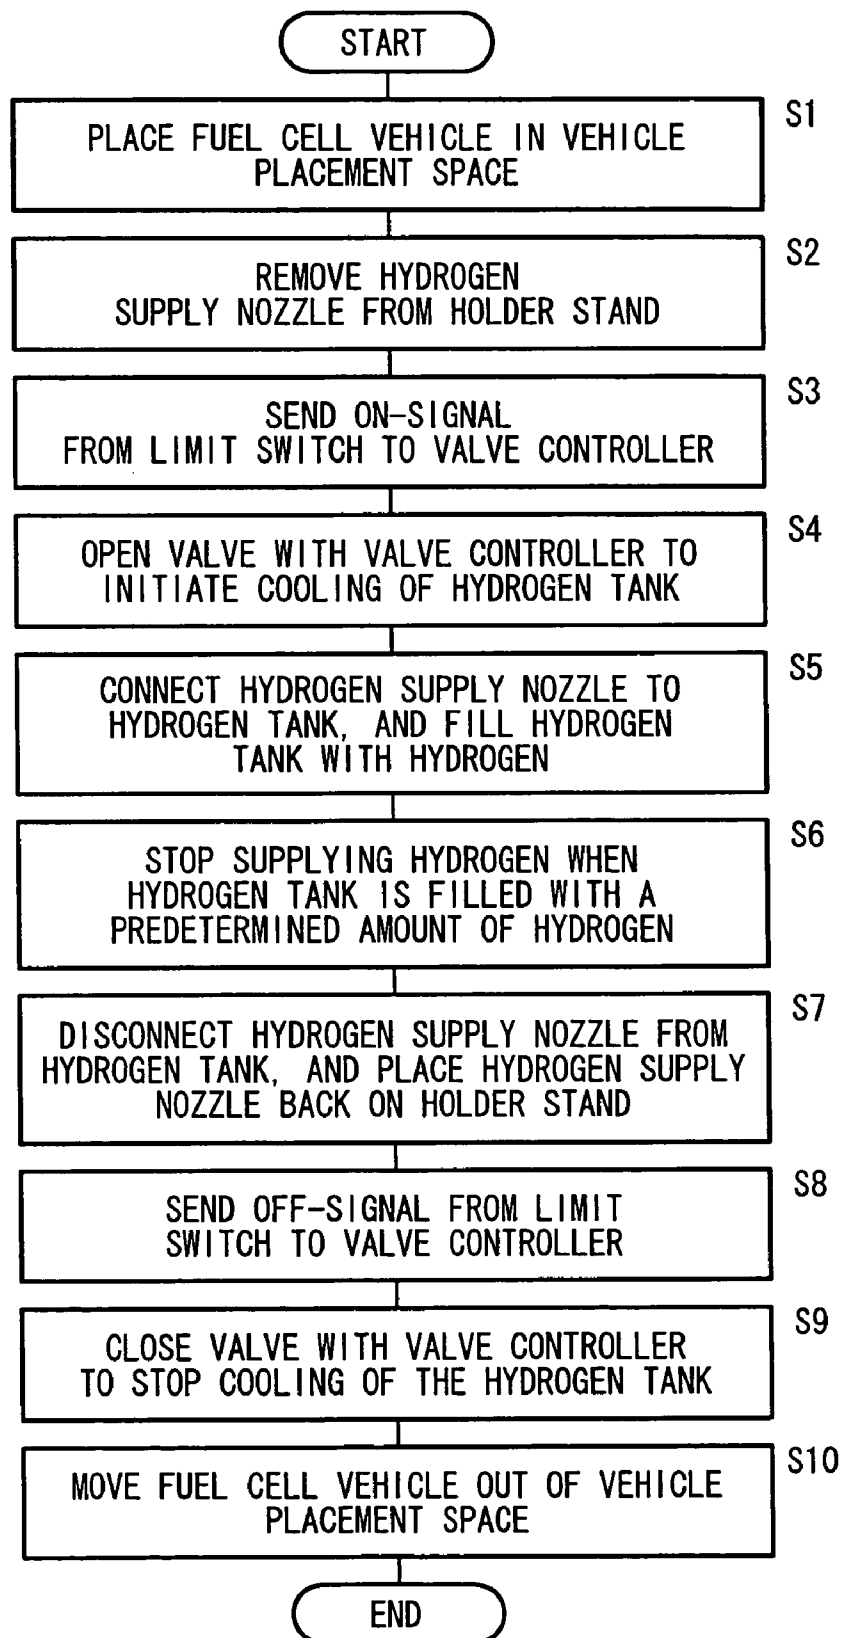 START
S1
PLACE FUEL CELL VEHICLE IN VEHICLE
PLACEMENT SPACE
S2
REMOVE HYDROGEN
SUPPLY NOZZLE FROM HOLDER STAND
S3
SEND ON-SIGNAL
FROM LIMIT SWITCH TO VALVE CONTROLLER
S4
OPEN VALVE WITH VALVE CONTROLLER TO
INITIATE COOLING OF HYDROGEN TANK
S5
CONNECT HYDROGEN SUPPLY NOZZLE TO
HYDROGEN TANK, AND FILL HYDROGEN
TANK WITH HYDROGEN
S6
STOP SUPPLYING HYDROGEN WHEN
HYDROGEN TANK IS FILLED WITH A
PREDETERMINED AMOUNT OF HYDROGEN
S7
DISCONNECT HYDROGEN SUPPLY NOZZLE FROM
HYDROGEN TANK, AND PLACE HYDROGEN SUPPLY
NOZZLE BACK ON HOLDER STAND
S8
SEND OFF-SIGNAL FROM LIMIT
SWITCH TO VALVE CONTROLLER
S9
CLOSE VALVE WITH VALVE CONTROLLER
TO STOP COOLING OF THE HYDROGEN TANK
S10
MOVE FUEL CELL VEHICLE OUT OF VEHICLE
PLACEMENT SPACE
END